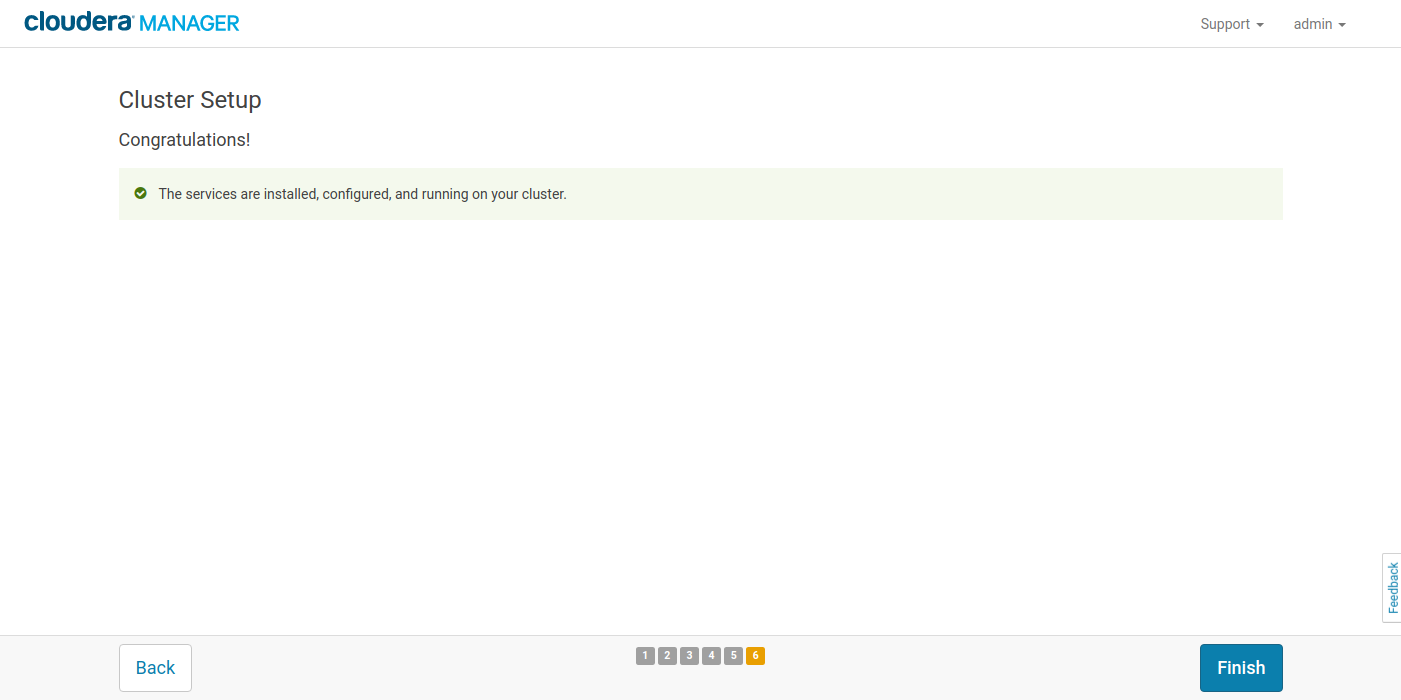 cloudera MANAGER
Support admin
Cluster Setup
Congratulations!
The services are installed, configured, and running on your cluster.
Feedback
Back 1 2 3 4 5 6 Finish